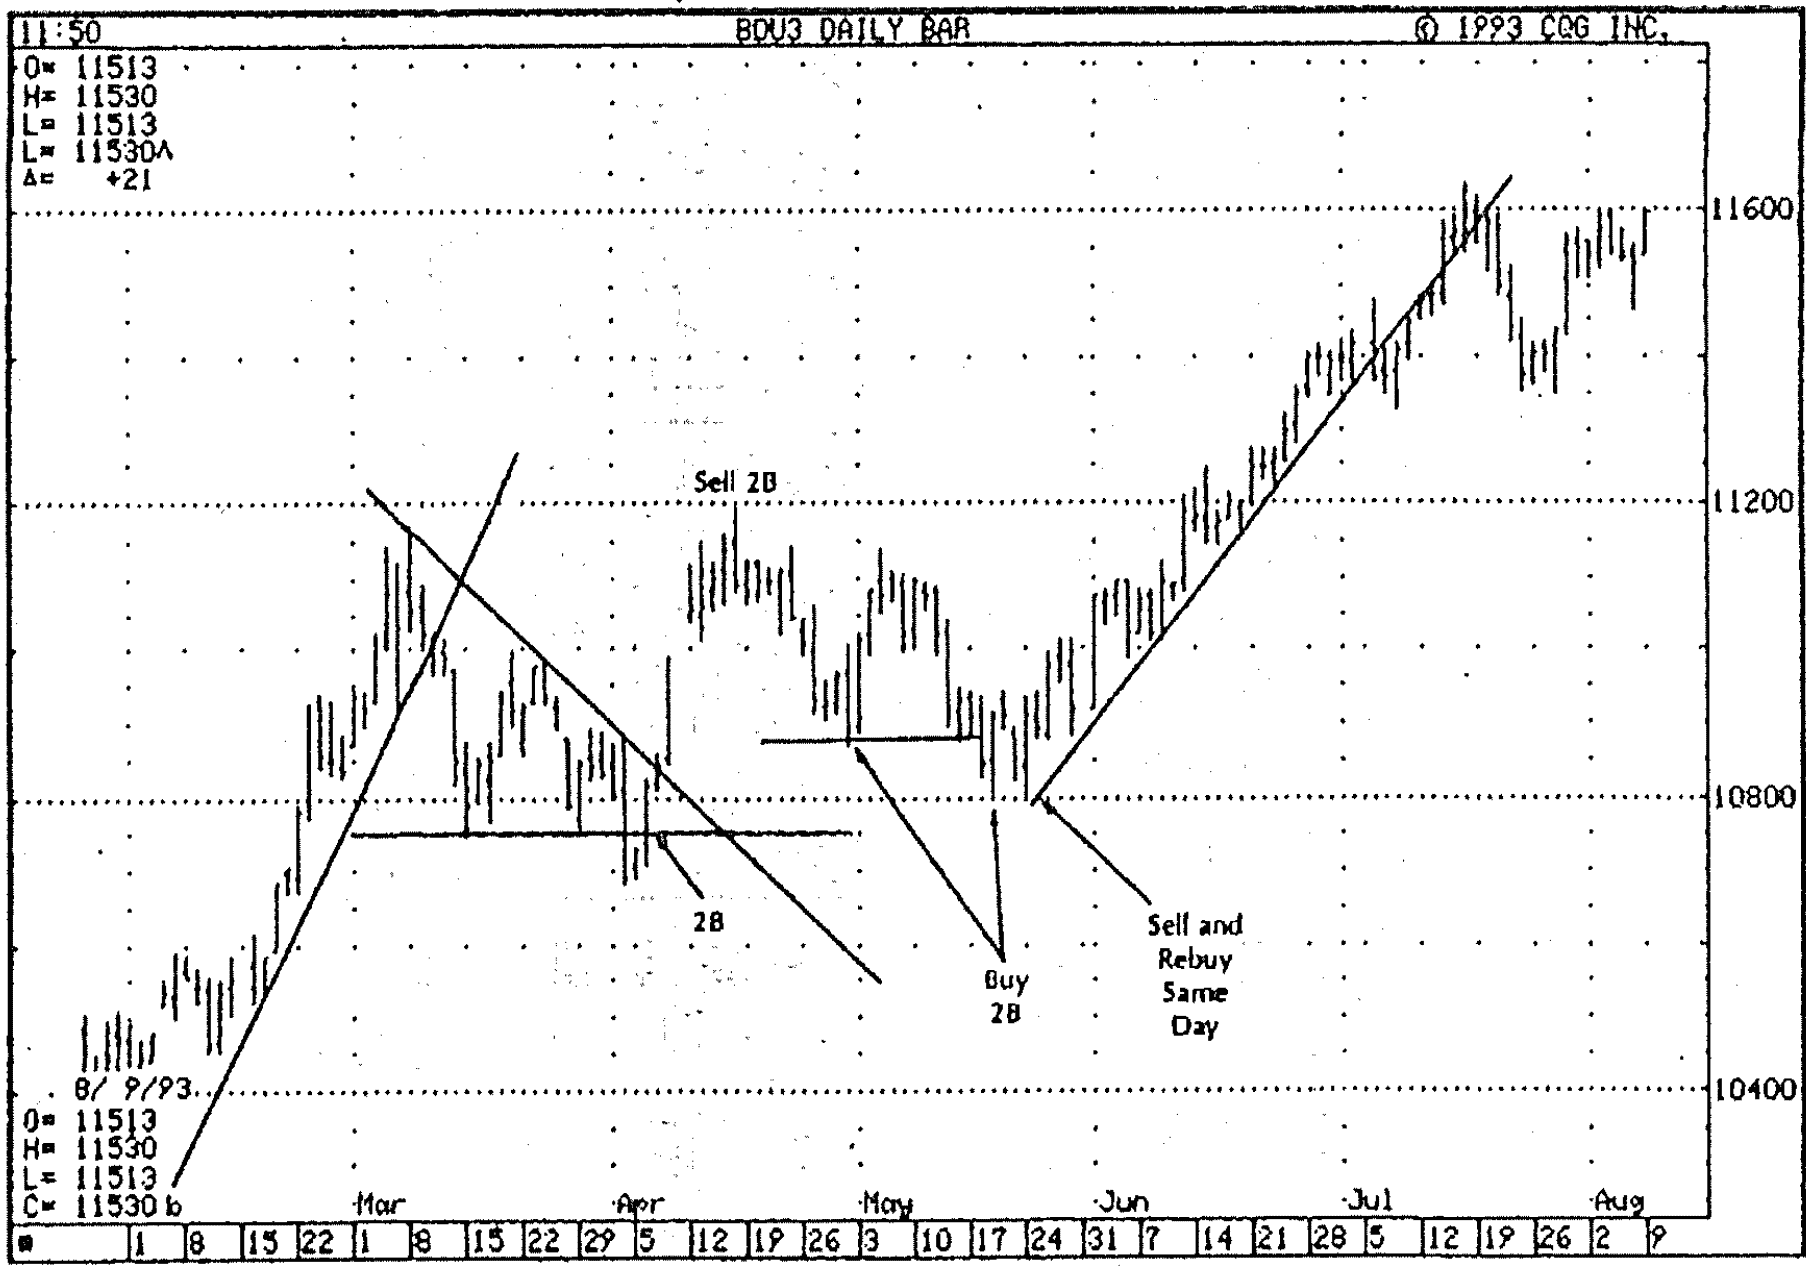 11:50 BDU3 DAILY BAR © 1993 CQG INC.
O= 11513
H= 11530
L= 11513
L= 11530A
Δ= +21
11600
Sell 2B
11200
10800
2B
Buy
2B
Sell and
Rebuy
Same
Day
8/ 9/93
10400
O= 11513
H= 11530
L= 11513
C= 11530 b
Mar Apr May Jun Jul Aug
1 8 15 22 1 8 15 22 29 5 12 19 26 3 10 17 24 31 7 14 21 28 5 12 19 26 2 9